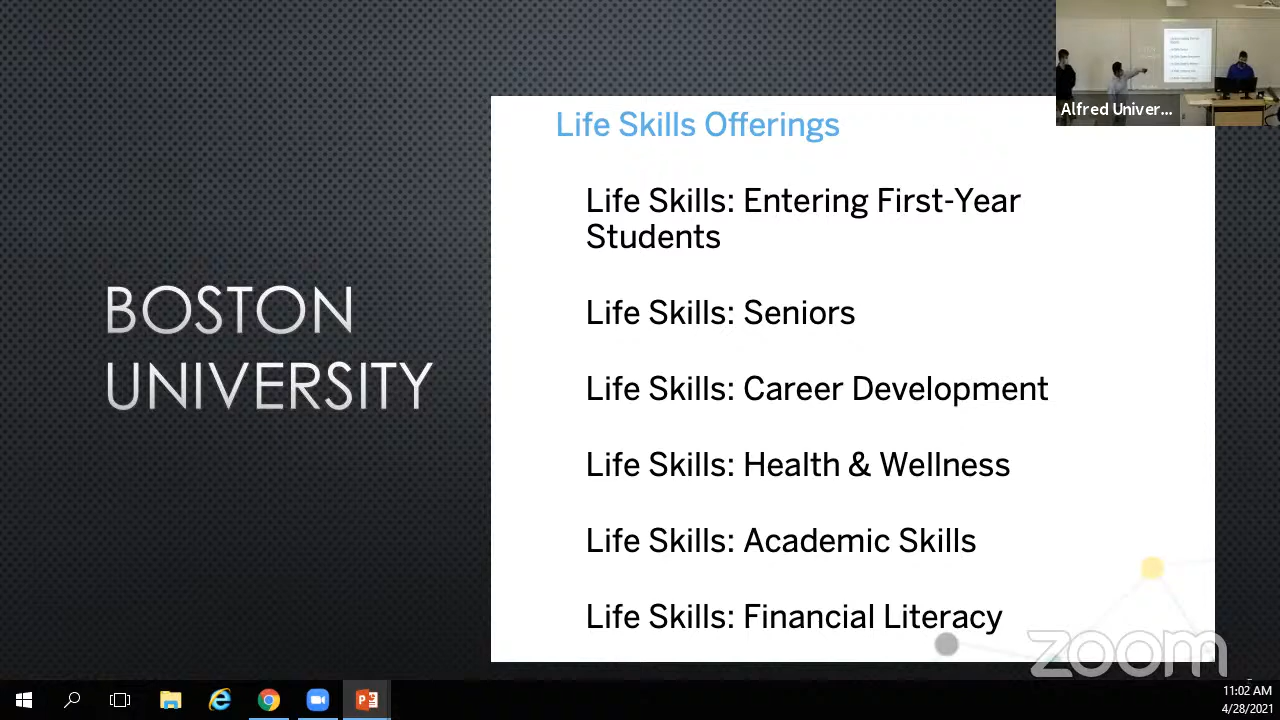 BOSTON
UNIVERSITY
Life Skills Offerings
Life Skills: Entering First-Year
Students
Life Skills: Seniors
Life Skills: Career Development
Life Skills: Health & Wellness
Life Skills: Academic Skills
Life Skills: Financial Literacy
Alfred Univer...
zoom
11:02 AM
4/28/2021